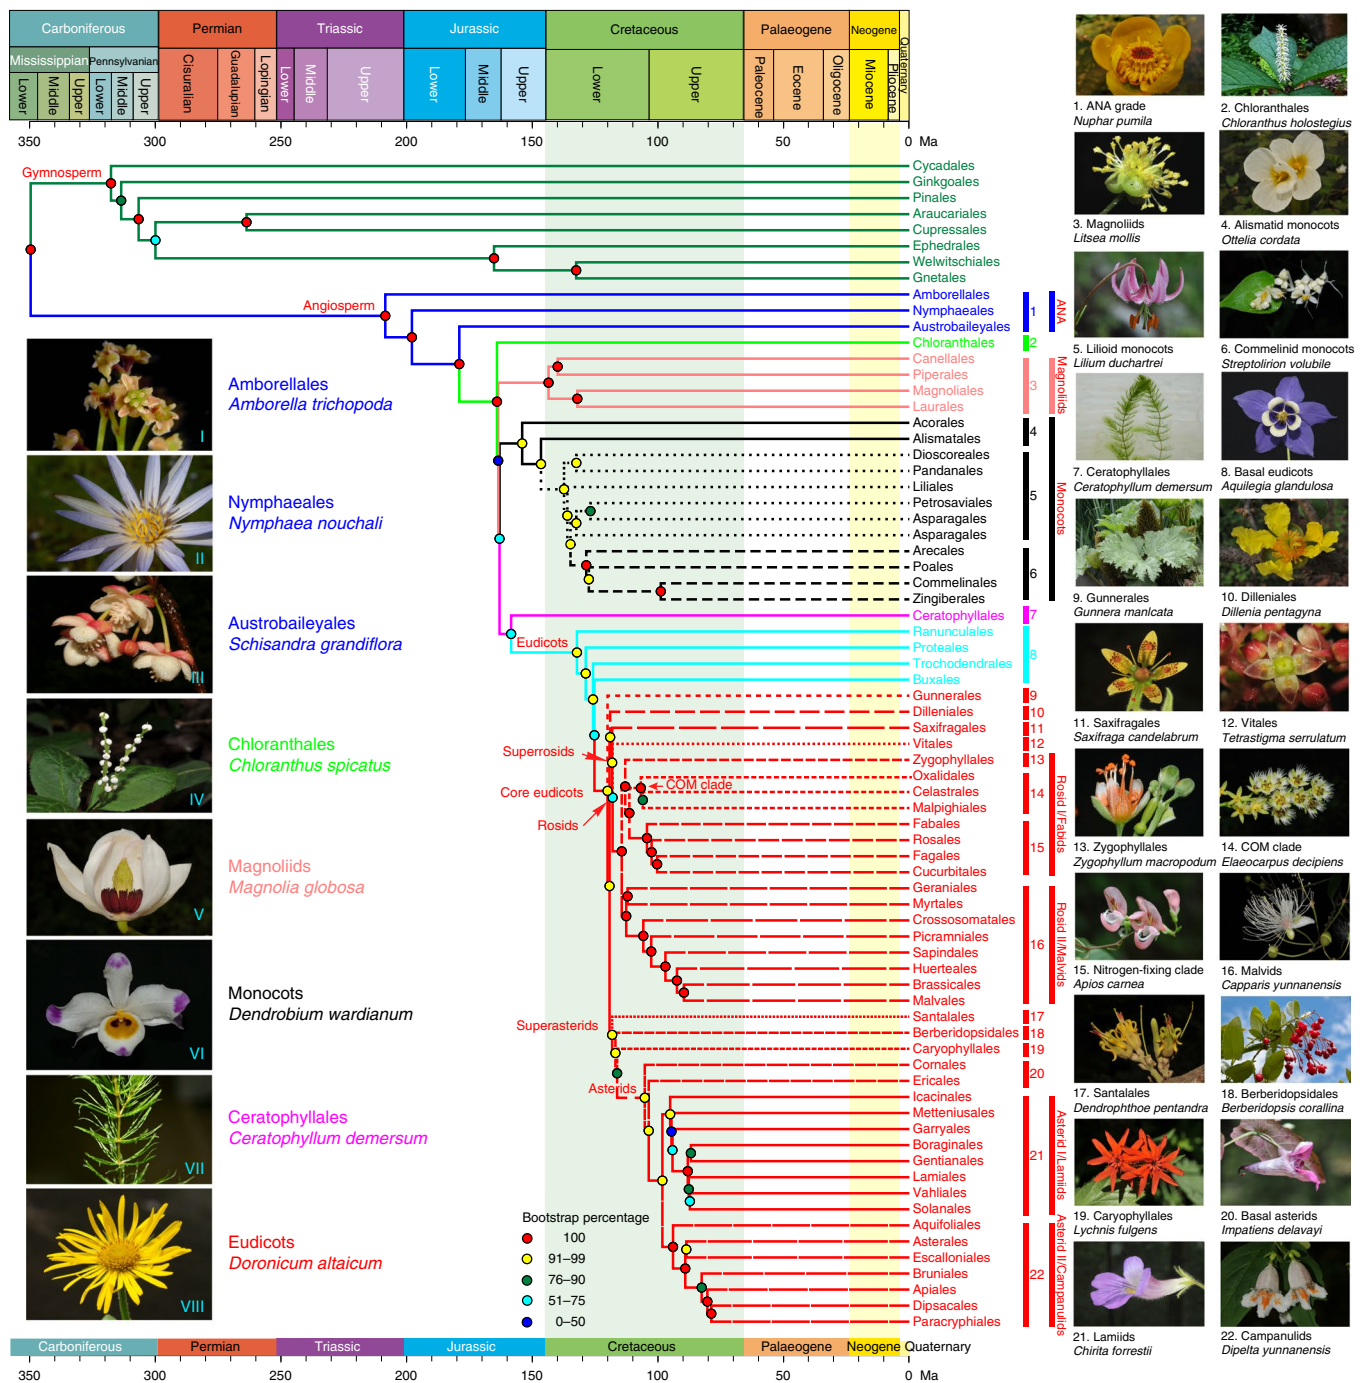 Carboniferous Permian Triassic Jurassic Cretaceous Palaeogene Neogene Quaternary
Mississippian Pennsylvanian
Lower Middle Upper Lower Middle Upper Cisuralian Guadalupian Lopingian Lower Middle Upper Lower Middle Upper Lower Upper Paleocene Eocene Oligocene Miocene Pliocene
350 300 250 200 150 100 50 0 Ma
Gymnosperm
Angiosperm
Cycadales
Ginkgoales
Pinales
Araucariales
Cupressales
Ephedrales
Welwitschiales
Gnetales
Amborellales
Nymphaeales
Austrobaileyales
Chloranthales
Canellales
Piperales
Magnoliales
Laurales
Acorales
Alismatales
Dioscoreales
Pandanales
Liliales
Petrosaviales
Asparagales
Asparagales
Arecales
Poales
Commelinales
Zingiberales
Ceratophyllales
Ranunculales
Proteales
Trochodendrales
Buxales
Gunnerales
Dilleniales
Saxifragales
Vitales
Zygophyllales
Oxalidales
Celastrales
Malpighiales
Fabales
Rosales
Fagales
Cucurbitales
Geraniales
Myrtales
Crossosomatales
Picramniales
Sapindales
Huerteales
Brassicales
Malvales
Santalales
Berberidopsidales
Caryophyllales
Cornales
Ericales
Icacinales
Metteniusales
Garryales
Boraginales
Gentianales
Lamiales
Vahliales
Solanales
Aquifoliales
Asterales
Escalloniales
Bruniales
Apiales
Dipsacales
Paracryphiales
Eudicots
Superrosids
Core eudicots
COM clade
Rosids
Superasterids
Asterids
1
2
3
4
5
6
7
8
9
10
11
12
13
14
15
16
17
18
19
20
21
22
ANA
Magnoliids
Monocots
Rosid I/Fabids
Rosid II/Malvids
Asterid I/Lamiids
Asterid II/Campanulids
I
Amborellales
Amborella trichopoda
II
Nymphaeales
Nymphaea nouchali
III
Austrobaileyales
Schisandra grandiflora
IV
Chloranthales
Chloranthus spicatus
V
Magnoliids
Magnolia globosa
VI
Monocots
Dendrobium wardianum
VII
Ceratophyllales
Ceratophyllum demersum
VIII
Eudicots
Doronicum altaicum
Bootstrap percentage
100
91–99
76–90
51–75
0–50
Carboniferous Permian Triassic Jurassic Cretaceous Palaeogene Neogene Quaternary
350 300 250 200 150 100 50 0 Ma
1. ANA grade
Nuphar pumila
2. Chloranthales
Chloranthus holostegius
3. Magnoliids
Litsea mollis
4. Alismatid monocots
Ottelia cordata
5. Lilioid monocots
Lilium duchartrei
6. Commelinid monocots
Streptolirion volubile
7. Ceratophyllales
Ceratophyllum demersum
8. Basal eudicots
Aquilegia glandulosa
9. Gunnerales
Gunnera manlcata
10. Dilleniales
Dillenia pentagyna
11. Saxifragales
Saxifraga candelabrum
12. Vitales
Tetrastigma serrulatum
13. Zygophyllales
Zygophyllum macropodum
14. COM clade
Elaeocarpus decipiens
15. Nitrogen-fixing clade
Apios carnea
16. Malvids
Capparis yunnanensis
17. Santalales
Dendrophthoe pentandra
18. Berberidopsidales
Berberidopsis corallina
19. Caryophyllales
Lychnis fulgens
20. Basal asterids
Impatiens delavayi
21. Lamiids
Chirita forrestii
22. Campanulids
Dipelta yunnanensis